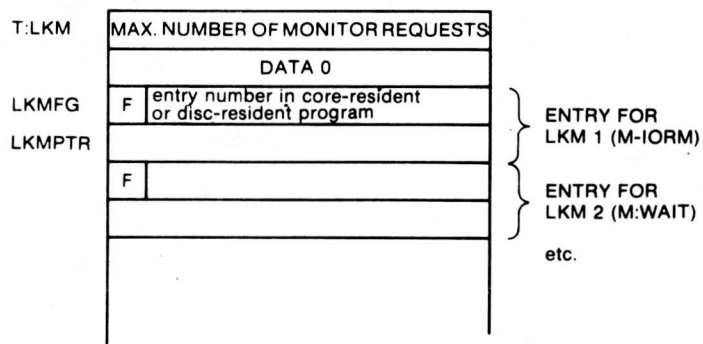 T:LKM MAX. NUMBER OF MONITOR REQUESTS
DATA 0
LKMFG F entry number in core-resident
or disc-resident program
ENTRY FOR
LKMPTR LKM 1 (M-IORM)
F
ENTRY FOR
LKM 2 (M:WAIT)
etc.